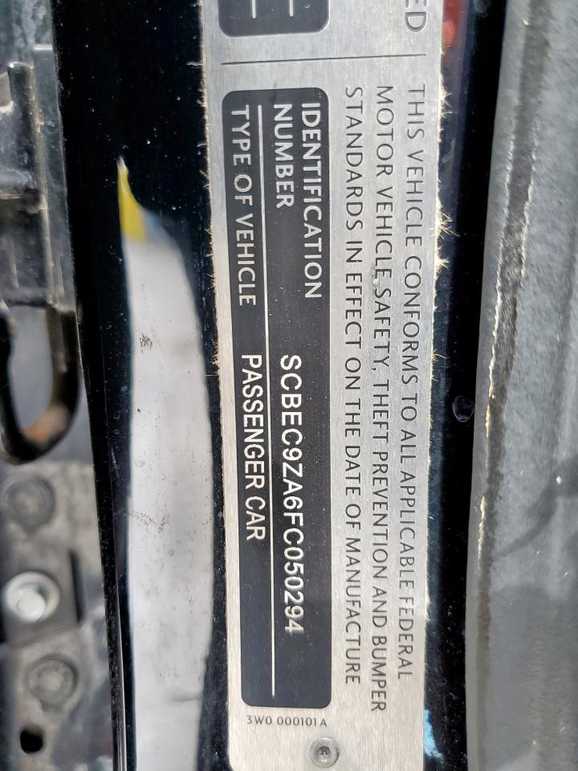 ED
THIS VEHICLE CONFORMS TO ALL APPLICABLE FEDERAL
MOTOR VEHICLE, SAFETY, THEFT PREVENTION AND BUMPER
STANDARDS IN EFFECT ON THE DATE OF MANUFACTURE
IDENTIFICATION
NUMBER SCBEC9ZA6FC050294
TYPE OF VEHICLE PASSENGER CAR
3W0 000101 A